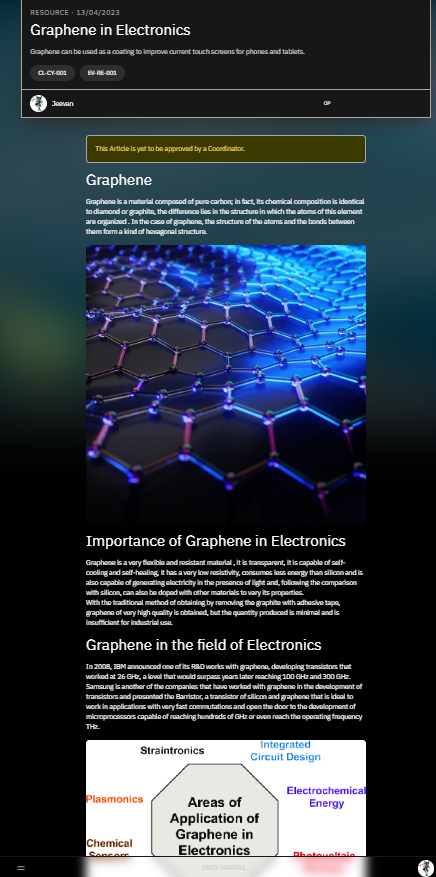 RESOURCE · 13/04/2023
Graphene in Electronics
Graphene can be used as a coating to improve current touch screens for phones and tablets.
CL-CY-001 EV-RE-001
Jeevan OP
This Article is yet to be approved by a Coordinator.
Graphene
Graphene is a material composed of pure carbon; in fact, its chemical composition is identical
to diamond or graphite, the difference lies in the structure in which the atoms of this element
are organized . In the case of graphene, the structure of the atoms and the bonds between
them form a kind of hexagonal structure.
Importance of Graphene in Electronics
Graphene is a very flexible and resistant material , it is transparent, it is capable of self-
cooling and self-healing, it has a very low resistivity, consumes less energy than silicon and is
also capable of generating electricity in the presence of light and, following the comparison
with silicon, can also be doped with other materials to vary its properties.
With the traditional method of obtaining by removing the graphite with adhesive tape,
graphene of very high quality is obtained, but the quantity produced is minimal and is
insufficient for industrial use.
Graphene in the field of Electronics
In 2008, IBM announced one of its R&D works with graphene, developing transistors that
worked at 26 GHz, a level that would surpass years later reaching 100 GHz and 300 GHz.
Samsung is another of the companies that have worked with graphene in the development of
transistors and presented the Barristor, a transistor of silicon and graphene that is ideal to
work in applications with very fast commutations and open the door to the development of
microprocessors capable of reaching hundreds of GHz or even reach the operating frequency
THz.
Straintronics
Integrated
Circuit Design
Plasmonics
Electrochemical
Energy
Areas of
Application of
Graphene in
Electronics
Chemical
Sensors
Photovoltaic